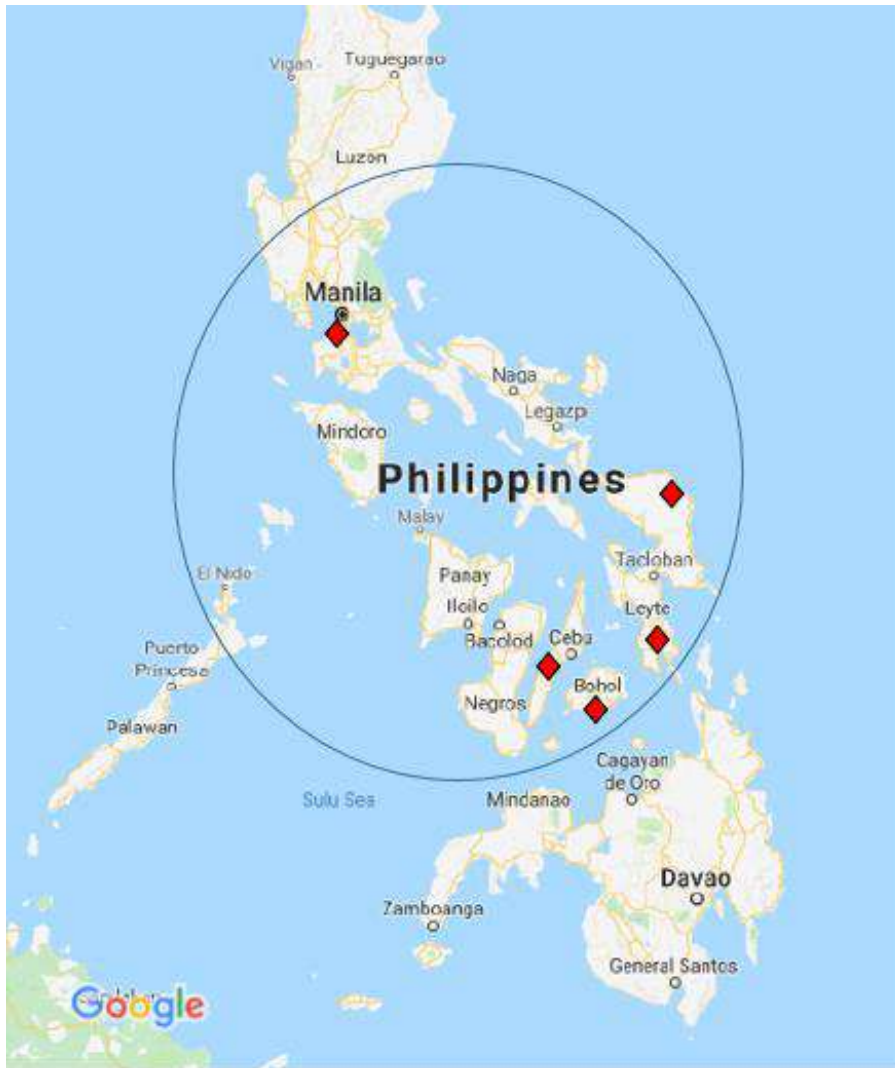 Vigan
Tuguegarao
Luzon
Manila
Naga
Legazpi
Mindoro
Philippines
Malay
Tacloban
El Nido
Panay
Iloilo
Leyte
Bacolod
Cebu
Puerto
Princesa
Bohol
Negros
Palawan
Cagayan
de Oro
Sulu Sea
Mindanao
Davao
Zamboanga
General Santos
Google